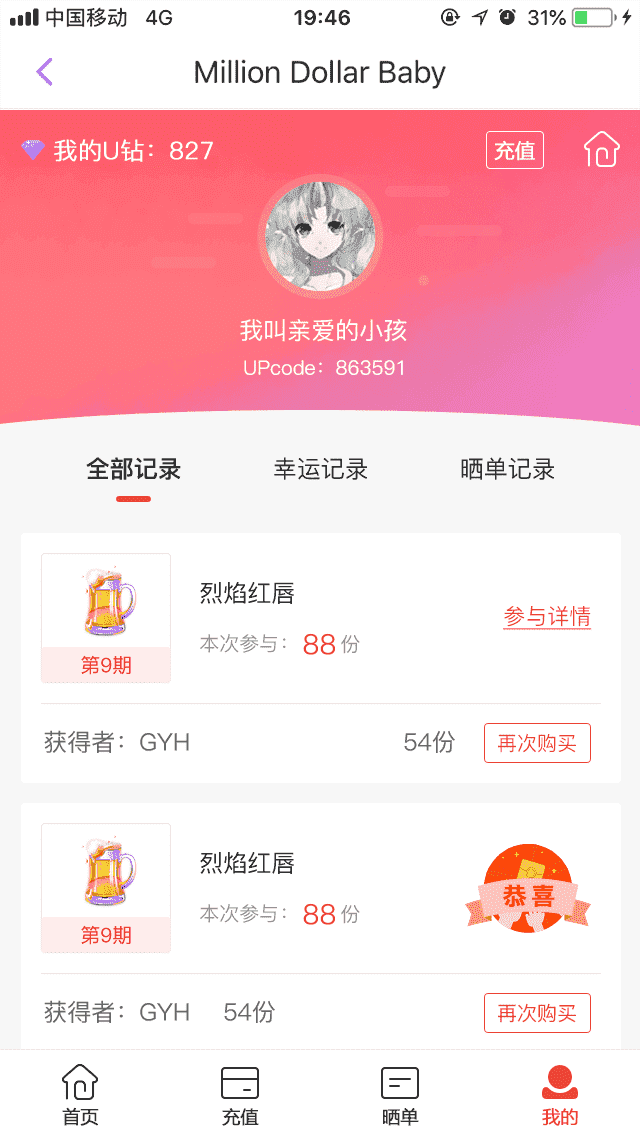 中国移动 4G 19:46 31%
Million Dollar Baby
我的U钻：827 充值
我叫亲爱的小孩
UPcode：863591
全部记录 幸运记录 晒单记录
烈焰红唇
本次参与：88份
参与详情
第9期
获得者：GYH 54份 再次购买
烈焰红唇
本次参与：88份
恭喜
第9期
获得者：GYH 54份 再次购买
首页 充值 晒单 我的